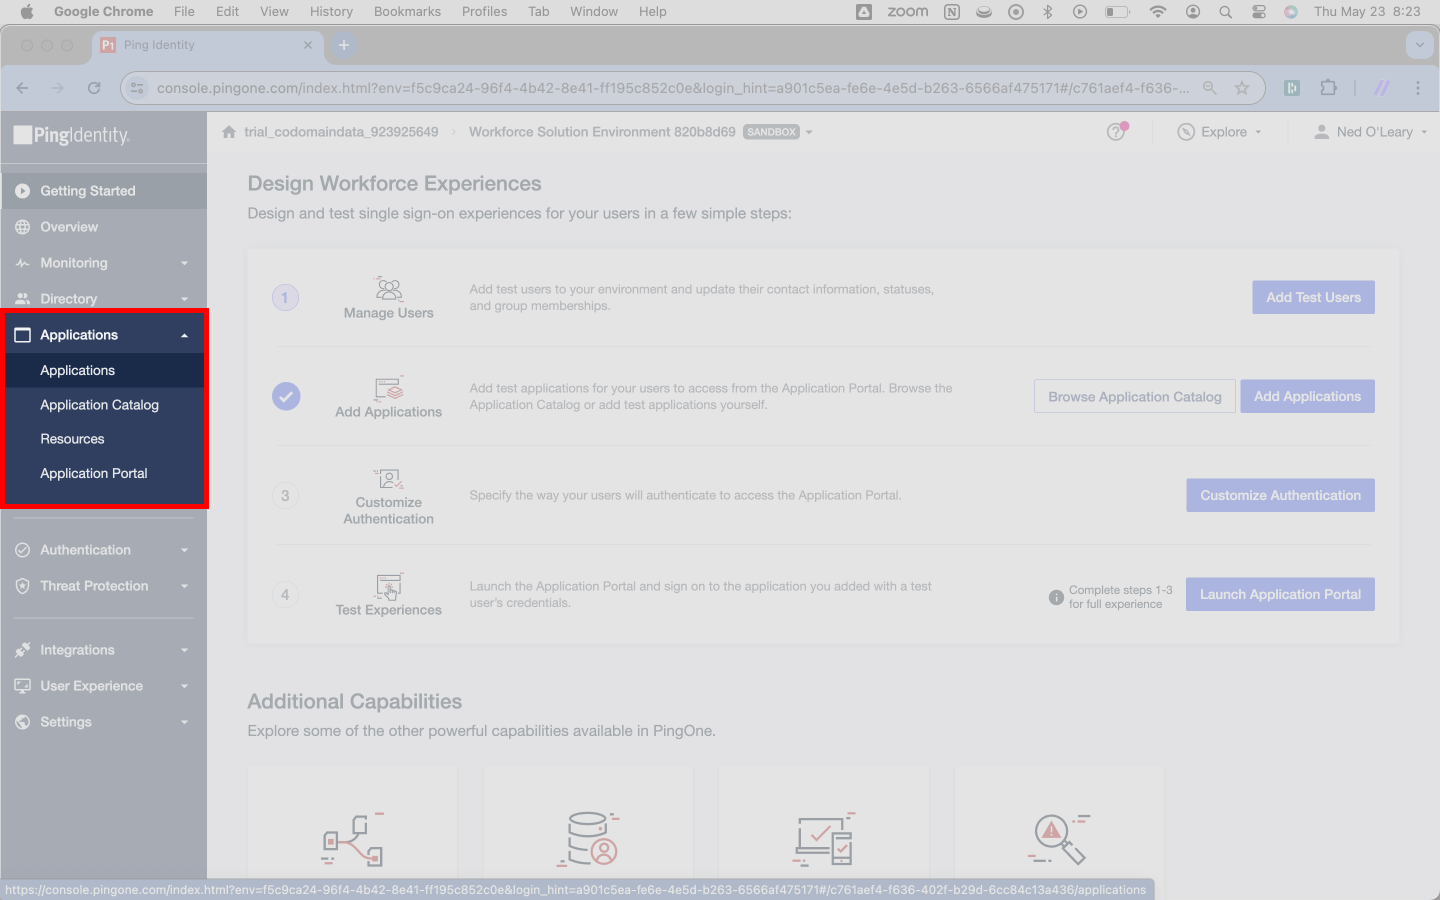 Google Chrome File Edit View History Bookmarks Profiles Tab Window Help zoom Thu May 23 8:23
Ping Identity
console.pingone.com/index.html?env=f5c9ca24-96f4-4b42-8e41-ff195c852c0e&login_hint=a901c5ea-fe6e-4e5d-b263-6566af475171#/c761aef4-f636-...
PingIdentity.
trial_codomaindata_923925649 Workforce Solution Environment 820b8d69 SANDBOX Explore Ned O'Leary
Getting Started
Overview
Monitoring
Directory
Applications
Applications
Application Catalog
Resources
Application Portal
Authentication
Threat Protection
Integrations
User Experience
Settings
Design Workforce Experiences
Design and test single sign-on experiences for your users in a few simple steps:
1
Manage Users
Add test users to your environment and update their contact information, statuses,
and group memberships.
Add Test Users
Add Applications
Add test applications for your users to access from the Application Portal. Browse the
Application Catalog or add test applications yourself.
Browse Application Catalog
Add Applications
3
Customize
Authentication
Specify the way your users will authenticate to access the Application Portal.
Customize Authentication
4
Test Experiences
Launch the Application Portal and sign on to the application you added with a test
user's credentials.
Complete steps 1-3
for full experience
Launch Application Portal
Additional Capabilities
Explore some of the other powerful capabilities available in PingOne.
https://console.pingone.com/index.html?env=f5c9ca24-96f4-4b42-8e41-ff195c852c0e&login_hint=a901c5ea-fe6e-4e5d-b263-6566af475171#/c761aef4-f636-402f-b29d-6cc84c13a436/applications